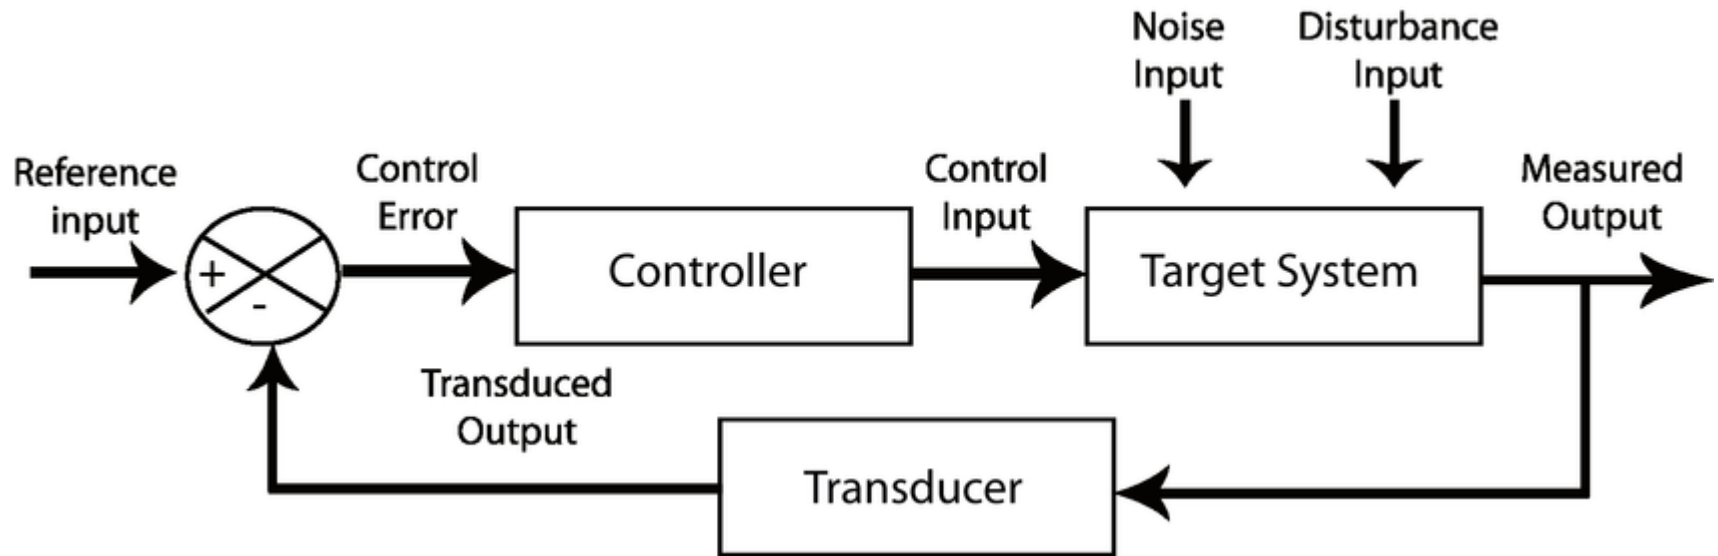 Noise
Input
Disturbance
Input
Reference
input
Control
Error
Control
Input
Measured
Output
+
-
Controller
Target System
Transduced
Output
Transducer